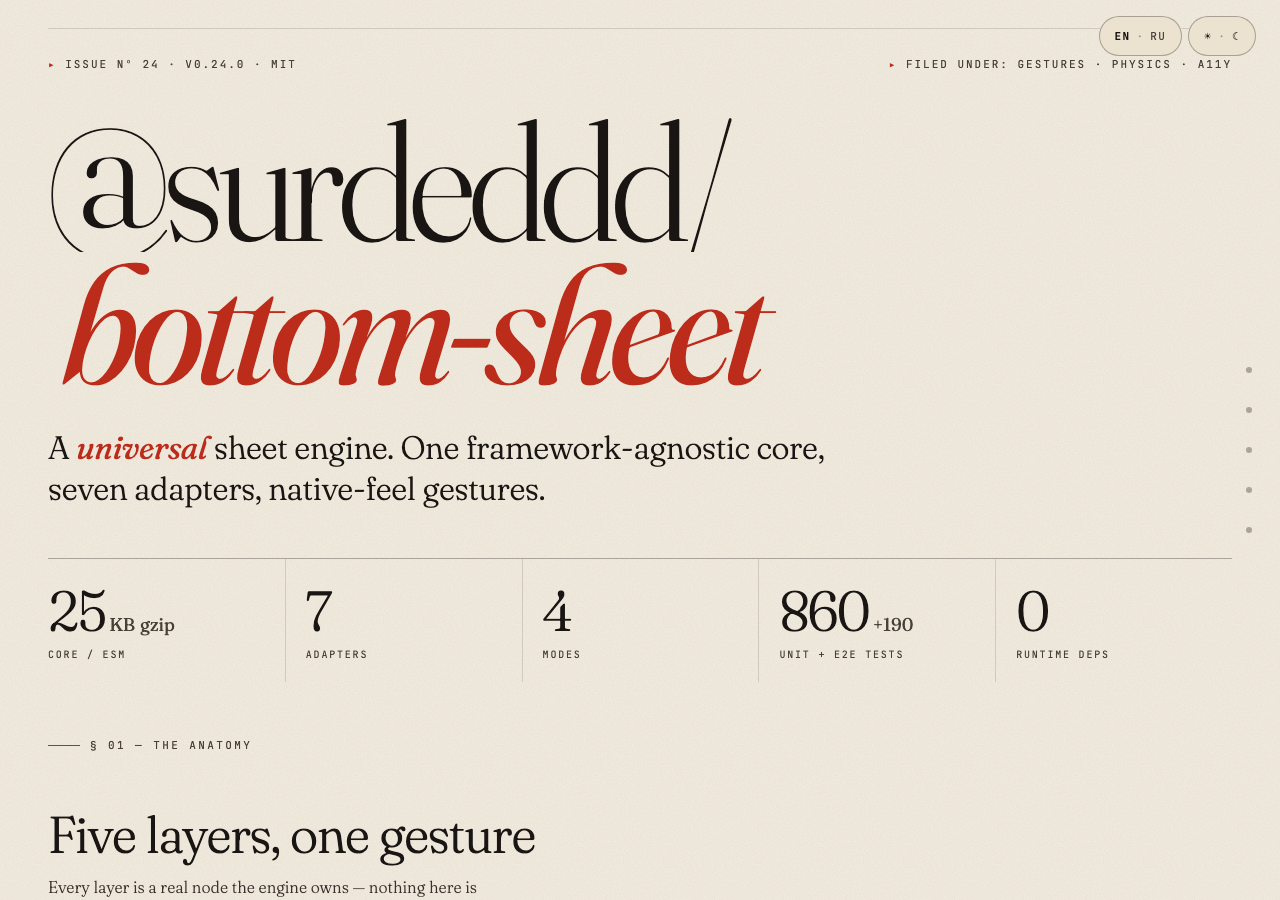 EN · RU
☀ · ☾
▸ ISSUE N° 24 · V0.24.0 · MIT
▸ FILED UNDER: GESTURES · PHYSICS · A11Y
@surdeddd/
bottom-sheet
A universal sheet engine. One framework-agnostic core,
seven adapters, native-feel gestures.
25 KB gzip
CORE / ESM
7
ADAPTERS
4
MODES
860 +190
UNIT + E2E TESTS
0
RUNTIME DEPS
§ 01 — THE ANATOMY
Five layers, one gesture
Every layer is a real node the engine owns — nothing here is